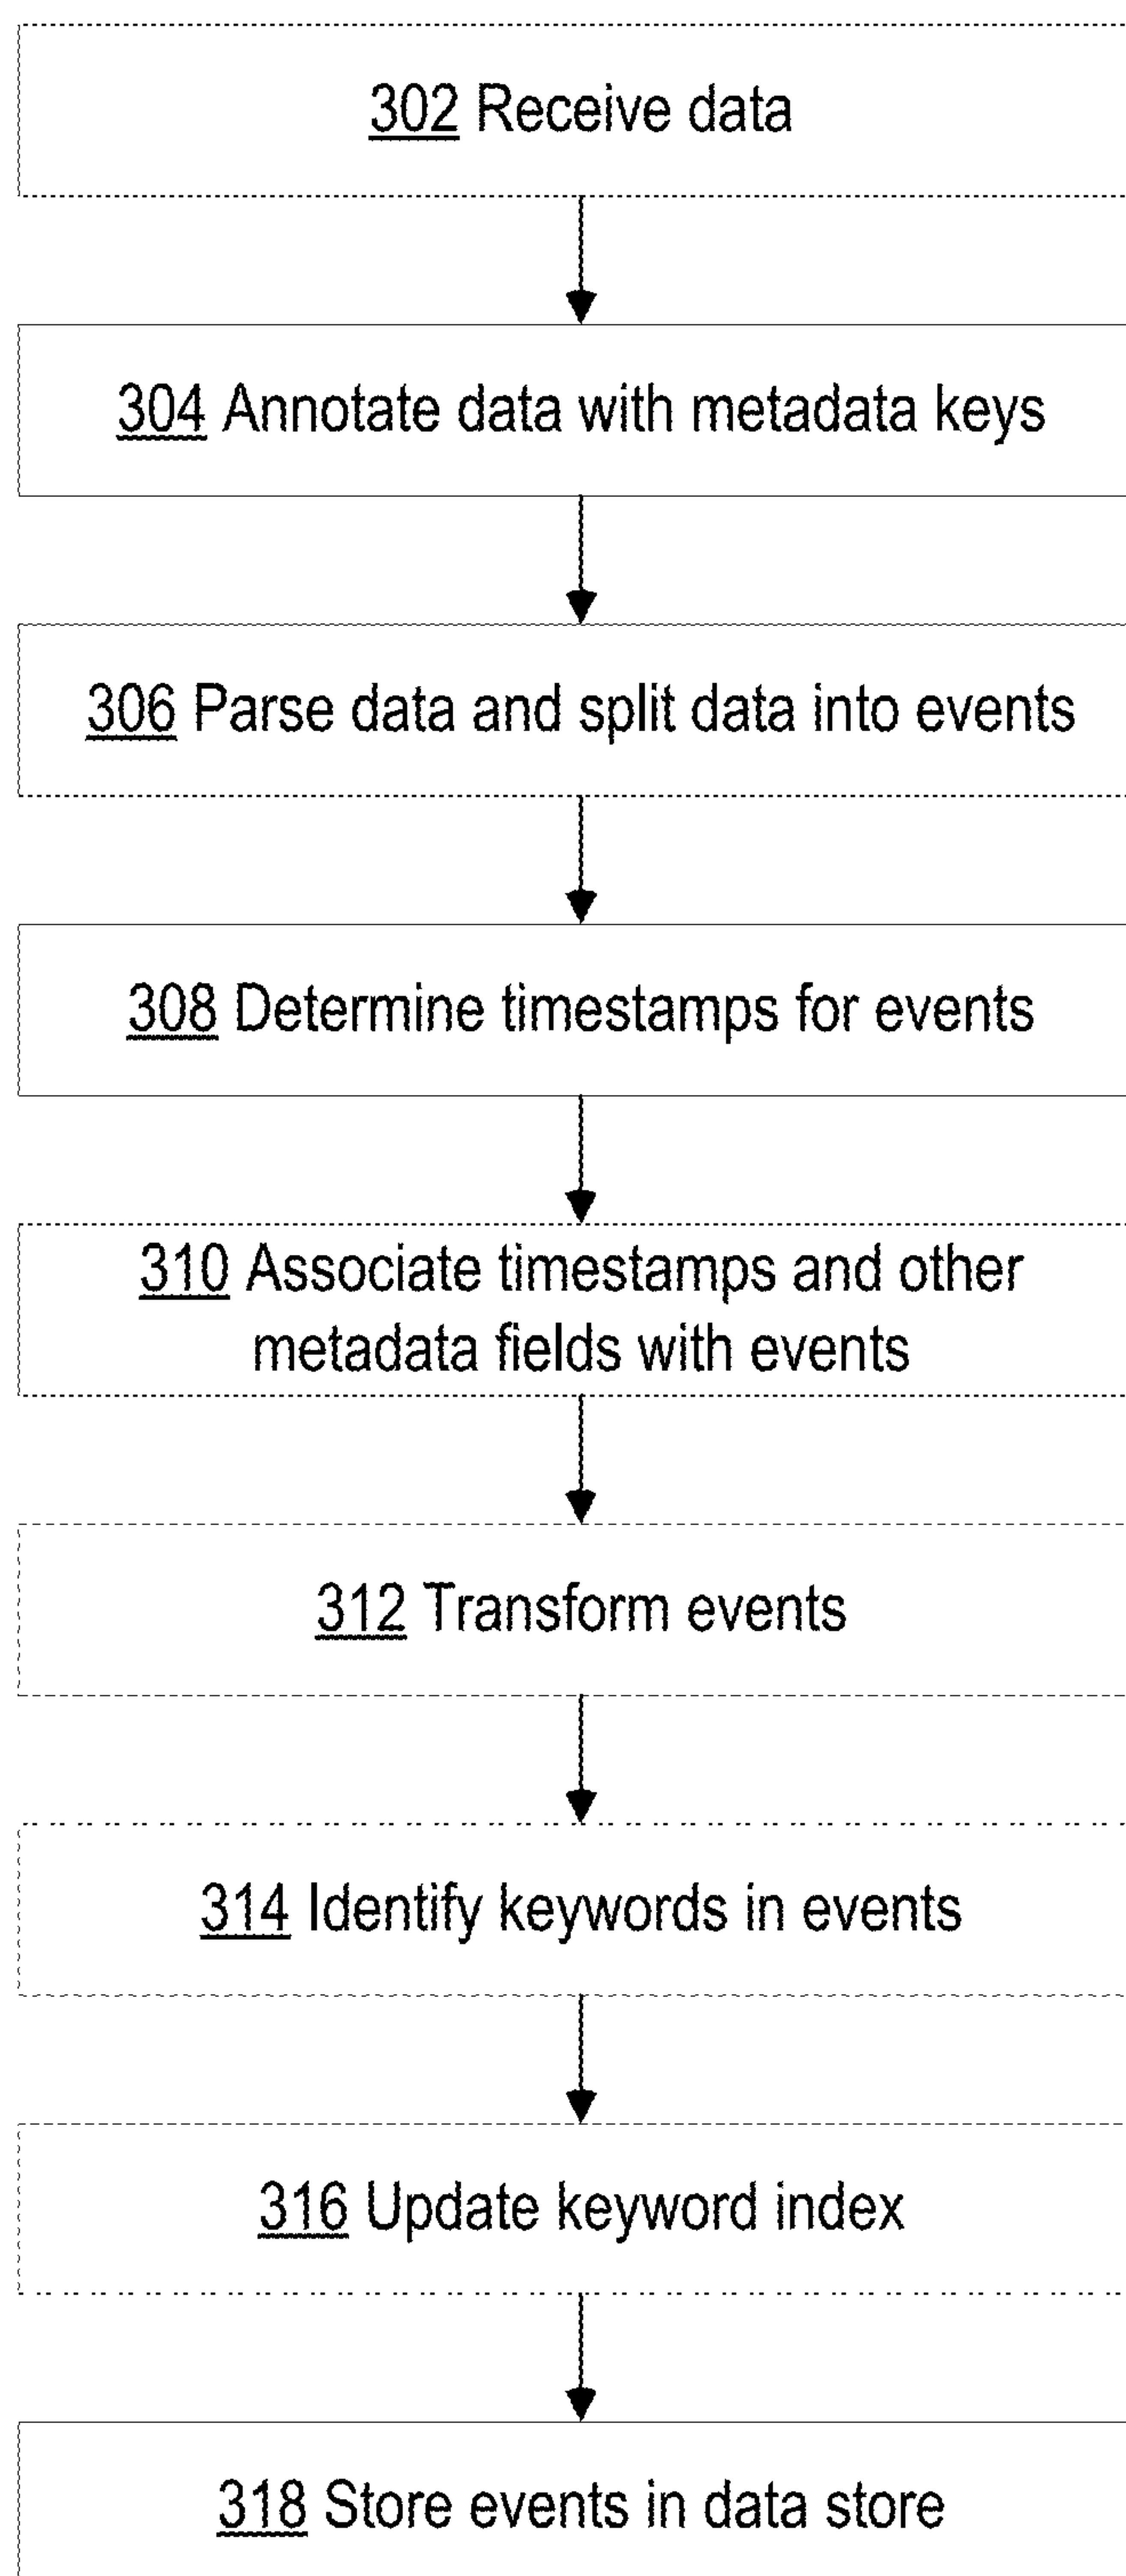 302 Receive data
304 Annotate data with metadata keys
306 Parse data and split data into events
308 Determine timestamps for events
310 Associate timestamps and other
metadata fields with events
312 Transform events
314 Identify keywords in events
316 Update keyword index
318 Store events in data store